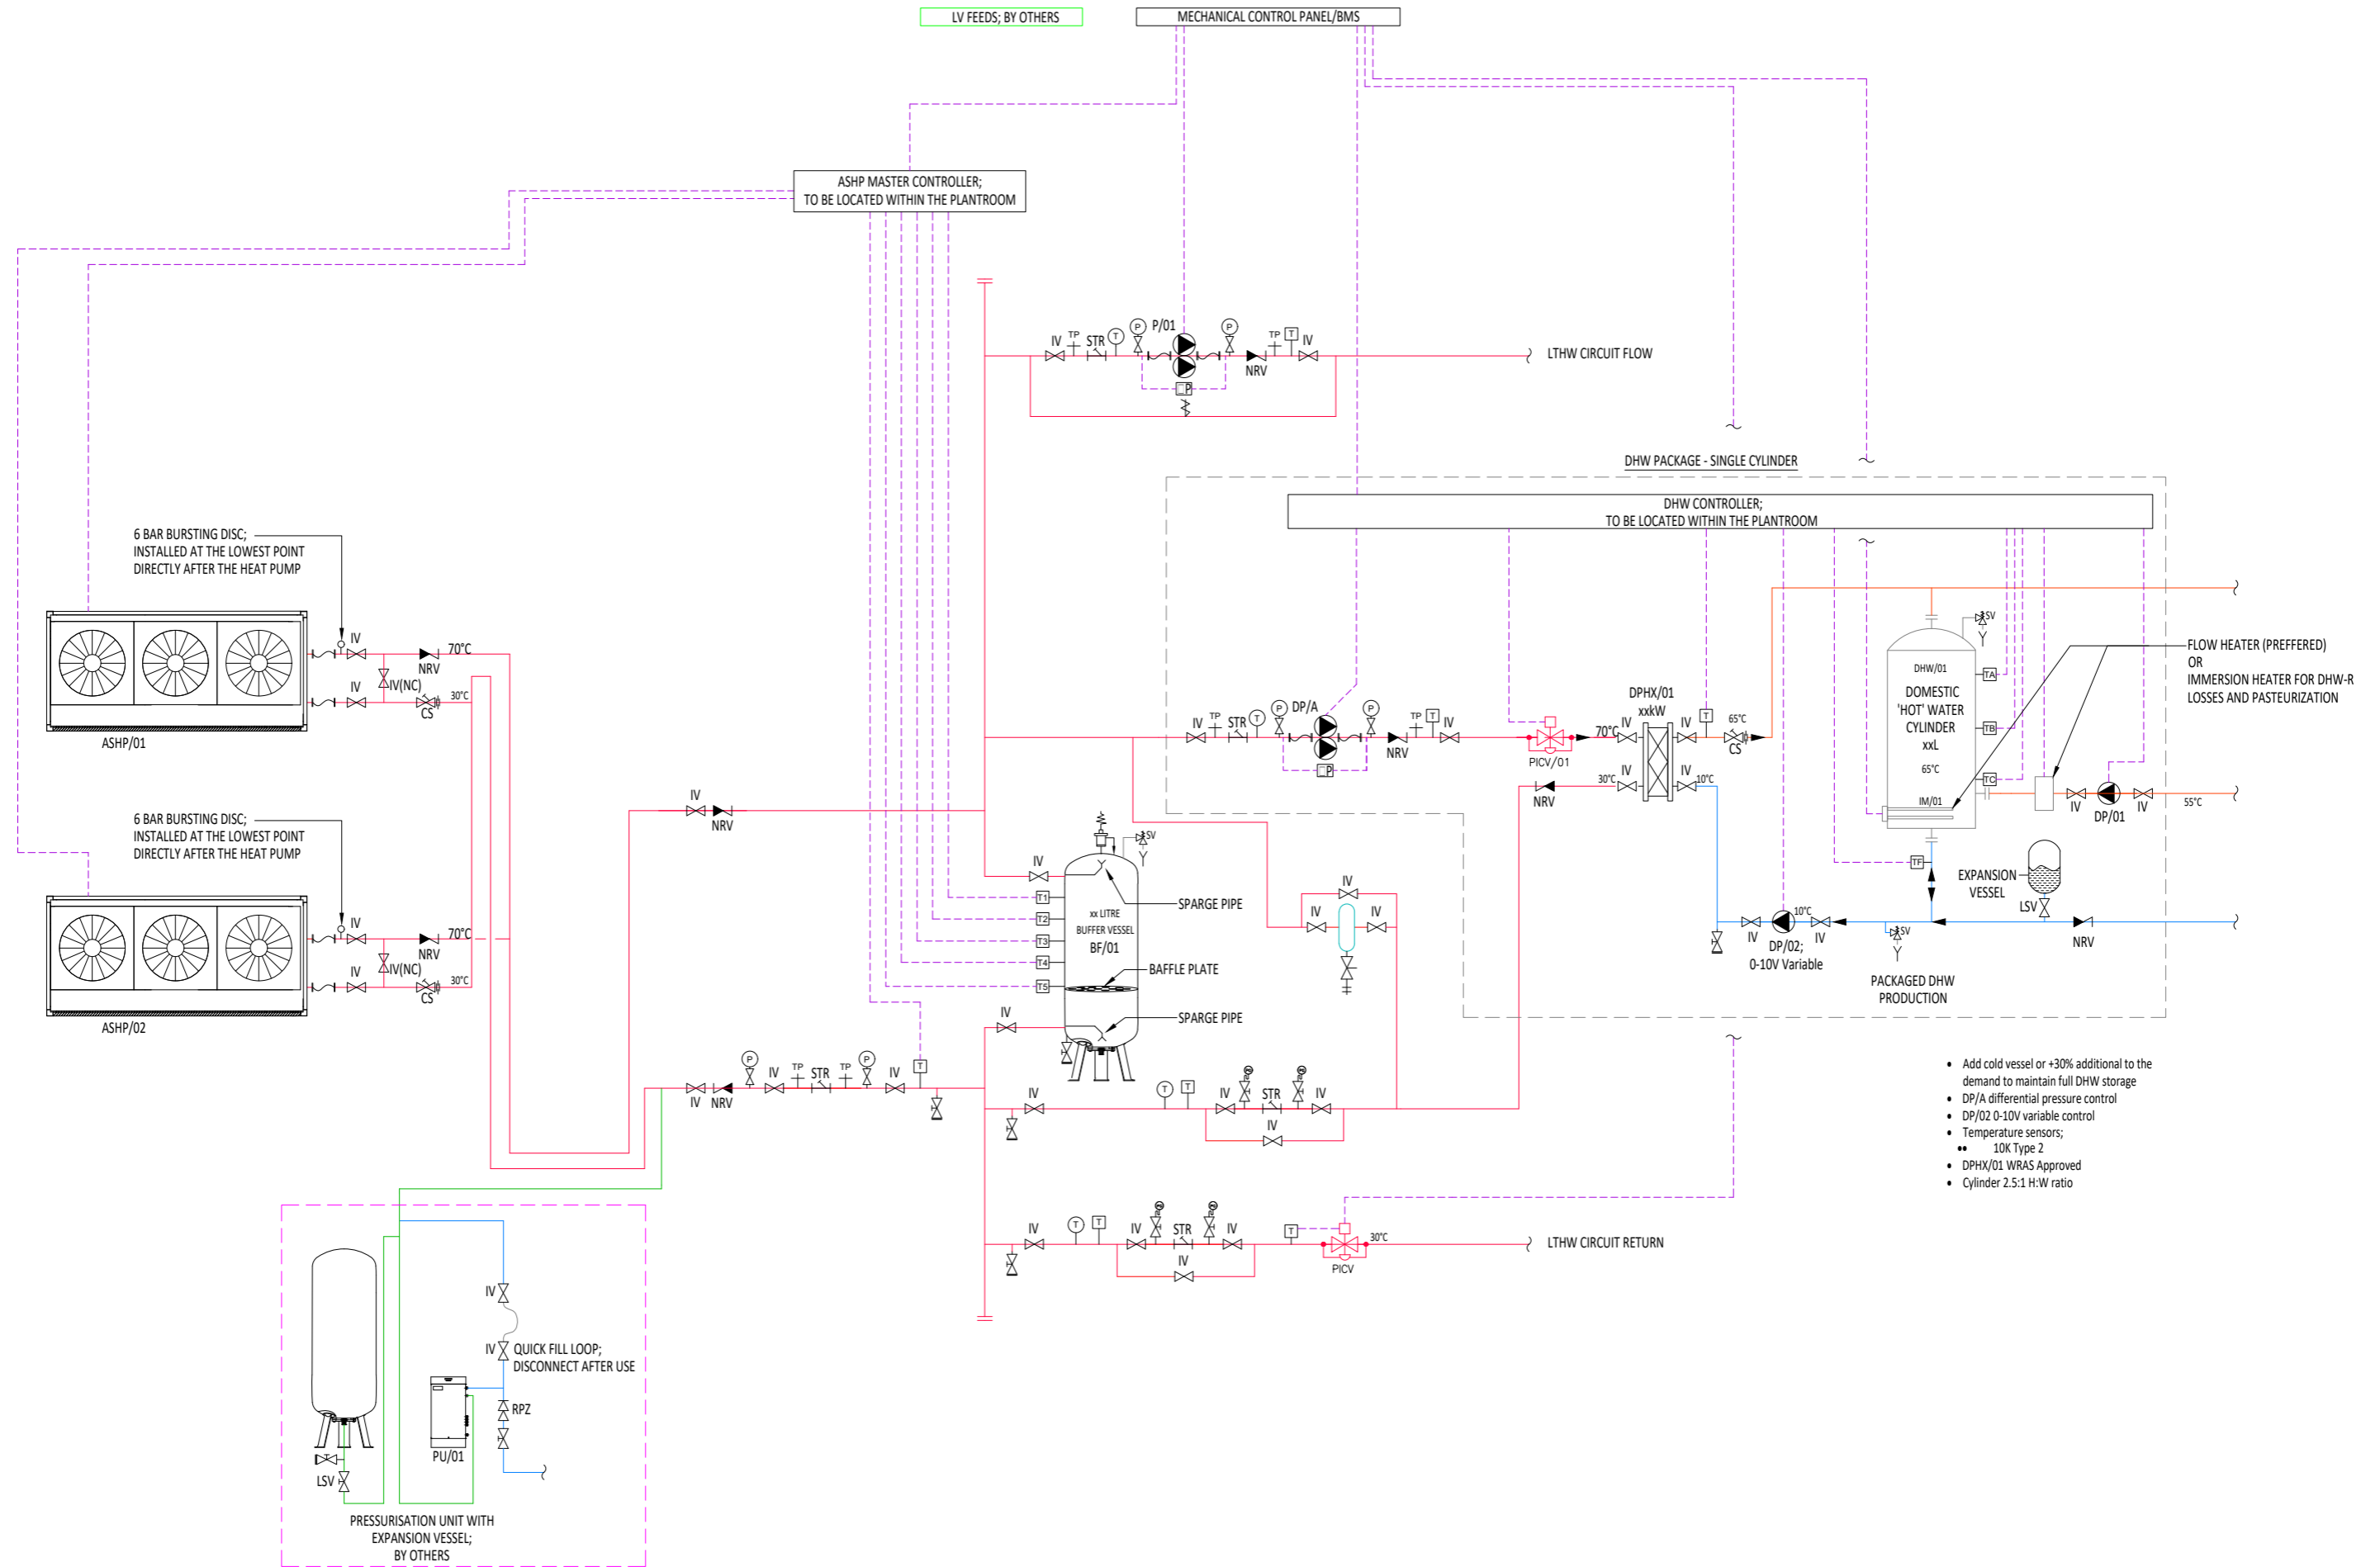 LV FEEDS; BY OTHERS
MECHANICAL CONTROL PANEL/BMS
ASHP MASTER CONTROLLER;
TO BE LOCATED WITHIN THE PLANTROOM
IV
TP
STR
T
P
P/01
P
NRV
TP
T
IV
LTHW CIRCUIT FLOW
P
DHW PACKAGE - SINGLE CYLINDER
DHW CONTROLLER;
TO BE LOCATED WITHIN THE PLANTROOM
6 BAR BURSTING DISC;
INSTALLED AT THE LOWEST POINT
DIRECTLY AFTER THE HEAT PUMP
IV
NRV
70°C
IV(NC)
IV
CS
30°C
ASHP/01
6 BAR BURSTING DISC;
INSTALLED AT THE LOWEST POINT
DIRECTLY AFTER THE HEAT PUMP
IV
NRV
70°C
IV(NC)
IV
CS
30°C
ASHP/02
IV
NRV
IV
TP
STR
T
P
DP/A
P
NRV
TP
T
IV
P
PICV/01
70°C
IV
DPHX/01
xxkW
IV
T
65°C
CS
NRV
30°C
IV
IV
10°C
SV
DHW/01
DOMESTIC
'HOT' WATER
CYLINDER
xxL
65°C
IM/01
TA
TB
TC
TF
FLOW HEATER (PREFFERED)
OR
IMMERSION HEATER FOR DHW-R
LOSSES AND PASTEURIZATION
IV
DP/01
IV
55°C
EXPANSION
VESSEL
LSV
NRV
IV
DP/02;
0-10V Variable
10°C
IV
SV
PACKAGED DHW
PRODUCTION
IV
SV
SPARGE PIPE
xx LITRE
BUFFER VESSEL
BF/01
T1
T2
T3
T4
T5
BAFFLE PLATE
SPARGE PIPE
IV
IV
IV
IV
IV
NRV
P
IV
TP
STR
TP
P
IV
T
IV
T
T
IV
STR
IV
IV
IV
T
T
IV
STR
IV
IV
T
PICV
30°C
LTHW CIRCUIT RETURN
• Add cold vessel or +30% additional to the
demand to maintain full DHW storage
• DP/A differential pressure control
• DP/02 0-10V variable control
• Temperature sensors;
•• 10K Type 2
• DPHX/01 WRAS Approved
• Cylinder 2.5:1 H:W ratio
IV
IV
QUICK FILL LOOP;
DISCONNECT AFTER USE
RPZ
PU/01
LSV
PRESSURISATION UNIT WITH
EXPANSION VESSEL;
BY OTHERS